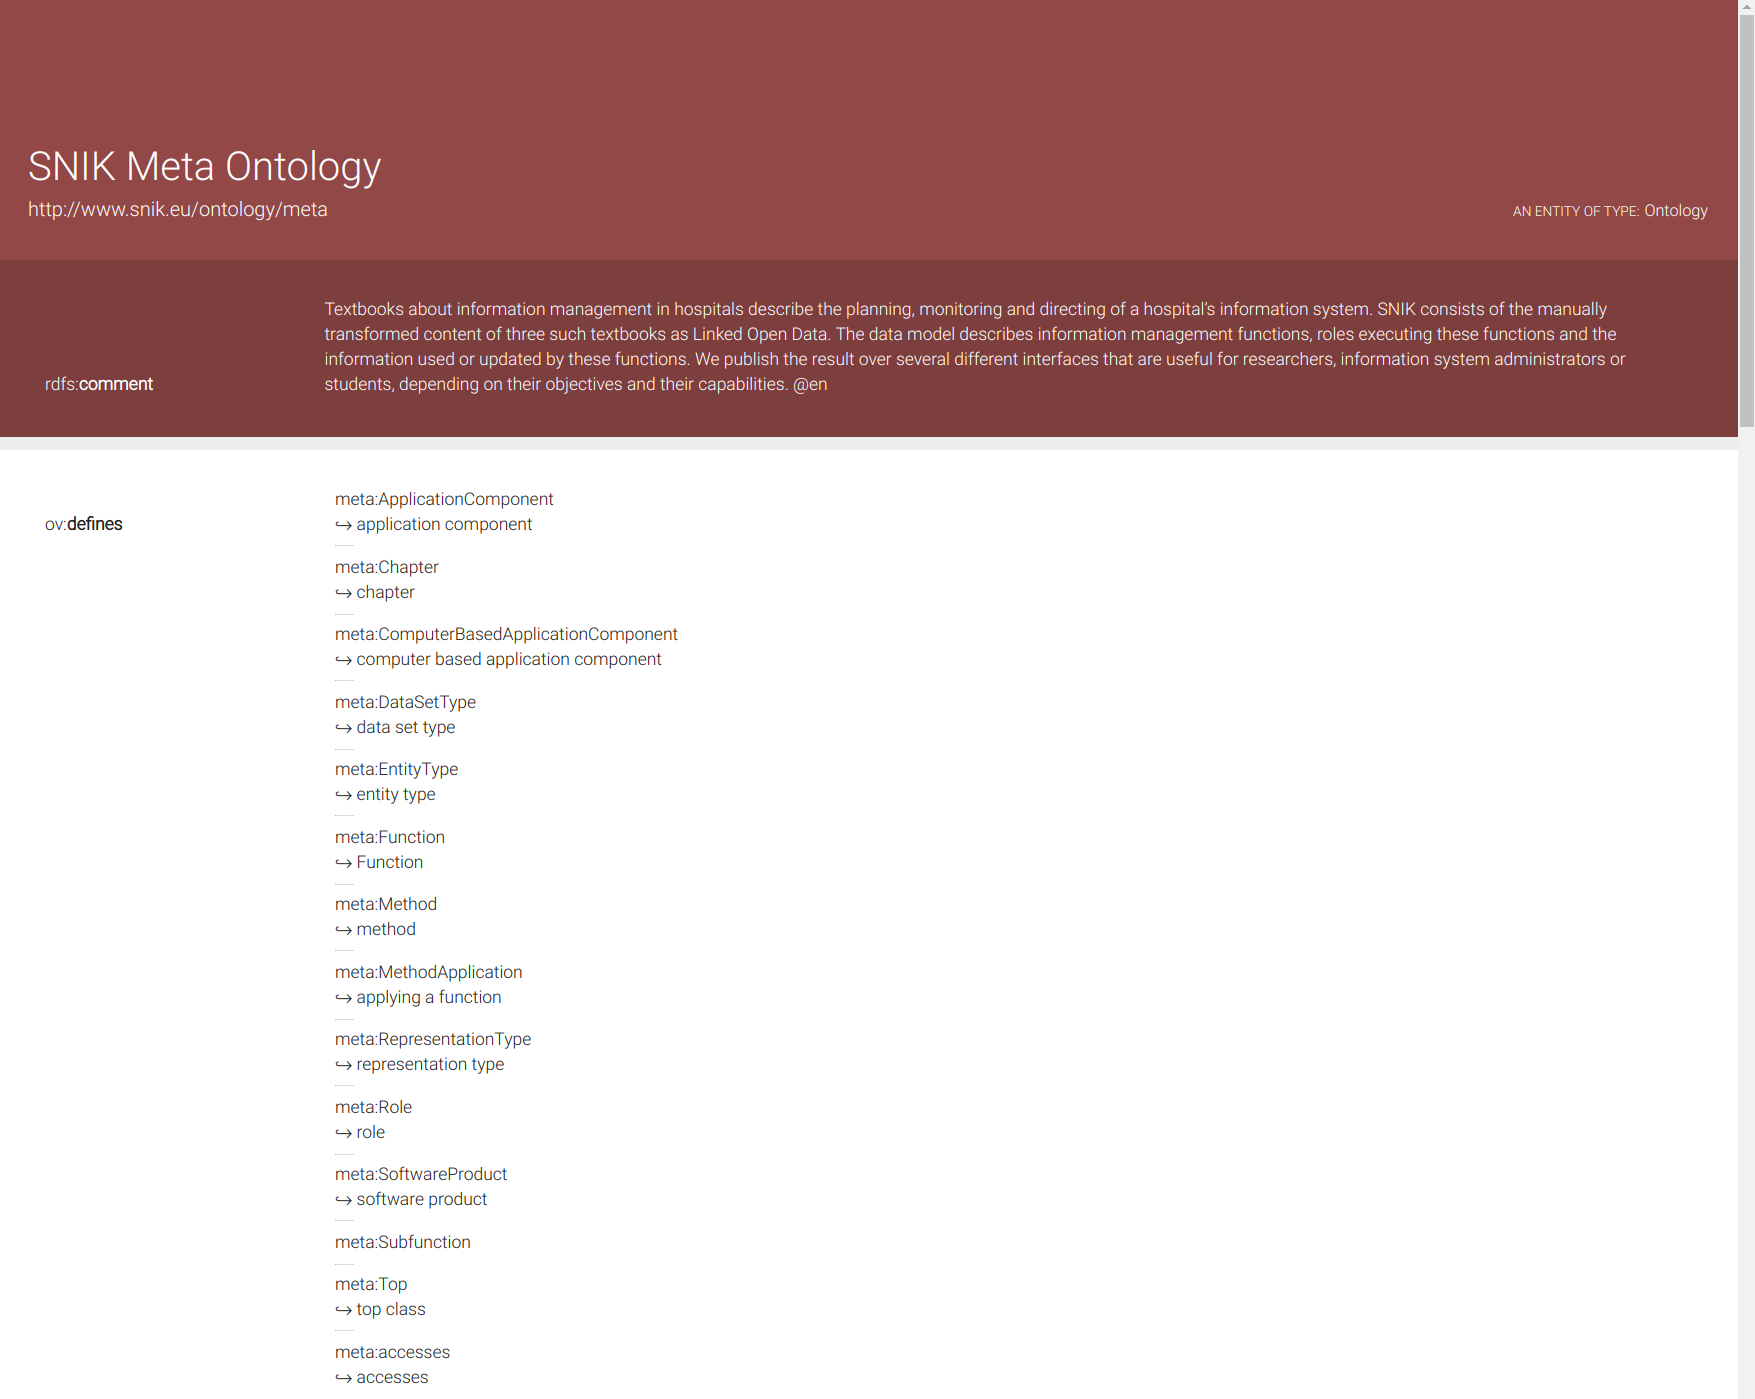 SNIK Meta Ontology
http://www.snik.eu/ontology/meta
AN ENTITY OF TYPE: Ontology
Textbooks about information management in hospitals describe the planning, monitoring and directing of a hospital's information system. SNIK consists of the manually
transformed content of three such textbooks as Linked Open Data. The data model describes information management functions, roles executing these functions and the
information used or updated by these functions. We publish the result over several different interfaces that are useful for researchers, information system administrators or
rdfs:comment
students, depending on their objectives and their capabilities. @en
meta:ApplicationComponent
ov:defines
↪ application component
meta:Chapter
↪ chapter
meta:ComputerBasedApplicationComponent
↪ computer based application component
meta:DataSetType
↪ data set type
meta:EntityType
↪ entity type
meta:Function
↪ Function
meta:Method
↪ method
meta:MethodApplication
↪ applying a function
meta:RepresentationType
↪ representation type
meta:Role
↪ role
meta:SoftwareProduct
↪ software product
meta:Subfunction
meta:Top
↪ top class
meta:accesses
↪ accesses